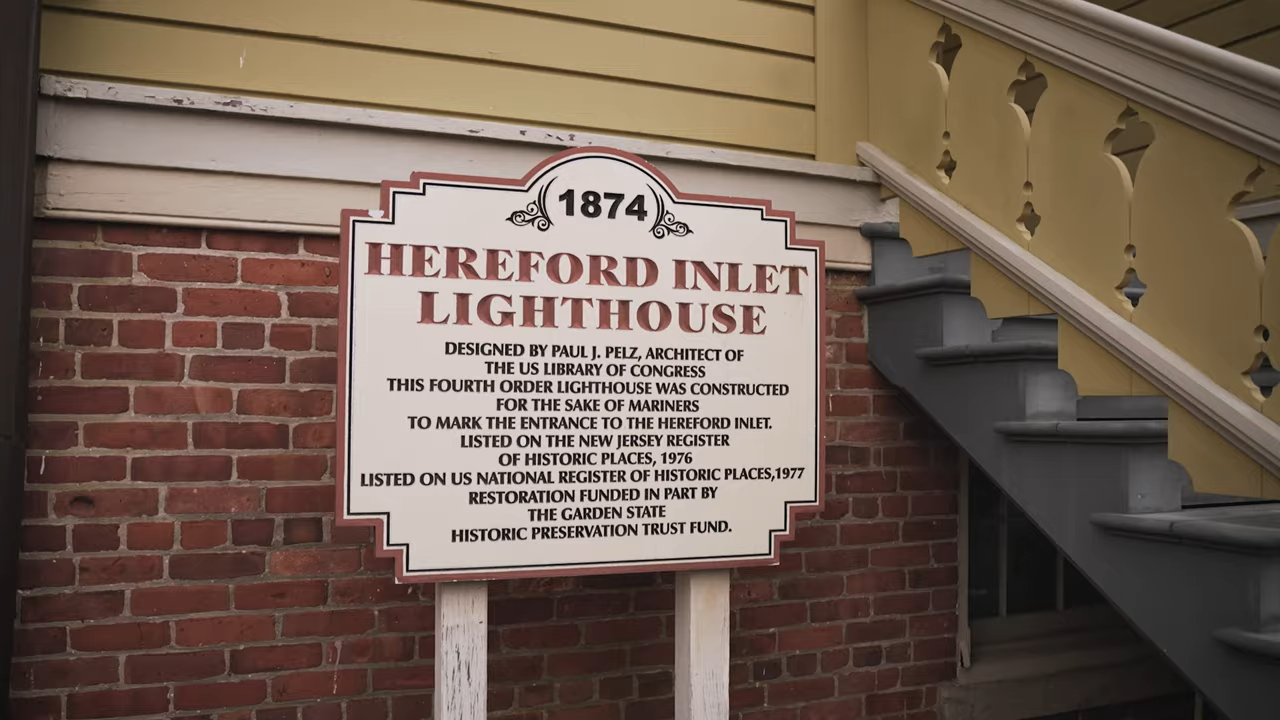 1874
HEREFORD INLET
LIGHTHOUSE
DESIGNED BY PAUL J. PELZ, ARCHITECT OF
THE US LIBRARY OF CONGRESS
THIS FOURTH ORDER LIGHTHOUSE WAS CONSTRUCTED
FOR THE SAKE OF MARINERS
TO MARK THE ENTRANCE TO THE HEREFORD INLET.
LISTED ON THE NEW JERSEY REGISTER
OF HISTORIC PLACES, 1976
LISTED ON US NATIONAL REGISTER OF HISTORIC PLACES,1977
RESTORATION FUNDED IN PART BY
THE GARDEN STATE
HISTORIC PRESERVATION TRUST FUND.